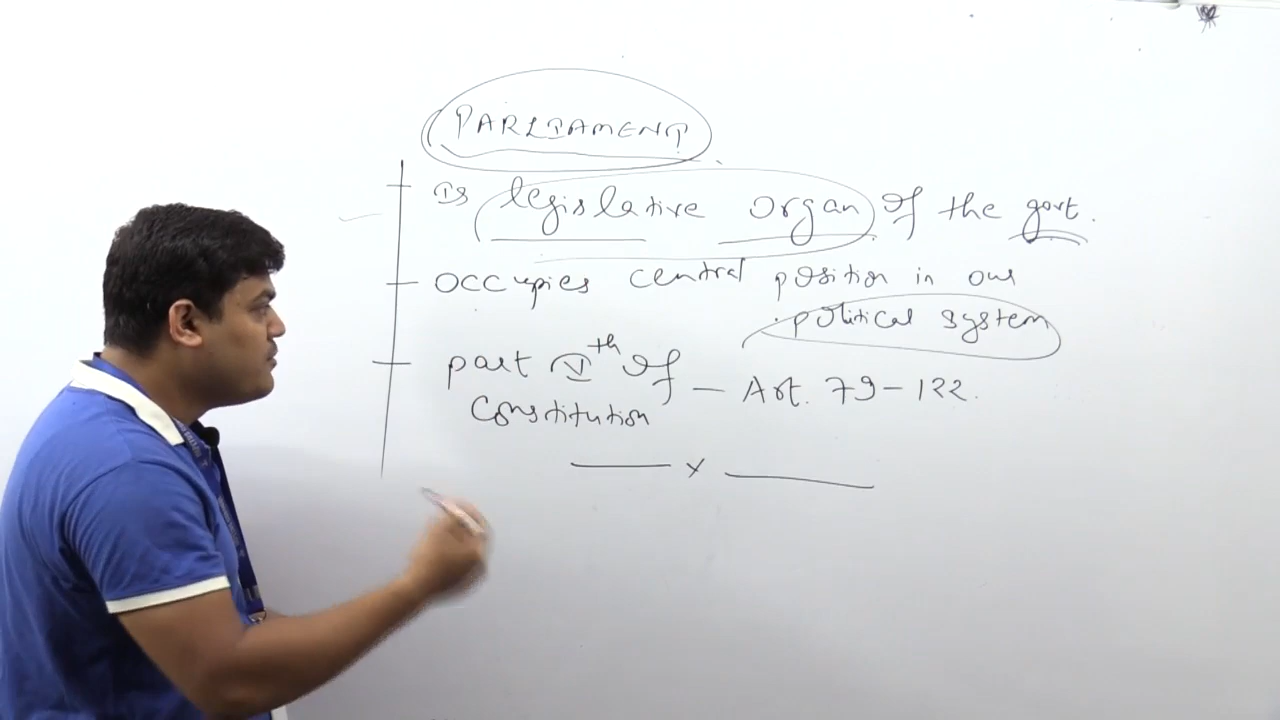 PARLIAMENT
Is legislative organ of the govt.
occupies central position in our
political system
part Vth of — Art. 79-122.
Constitution
x